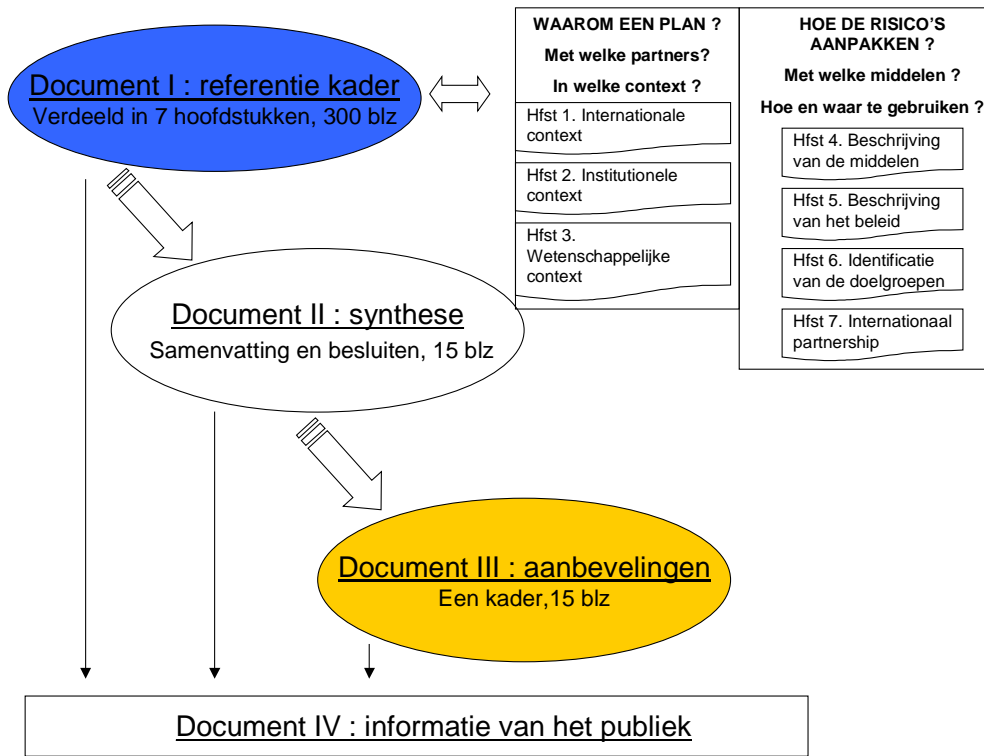 Document I : referentie kader
Verdeeld in 7 hoofdstukken, 300 blz
WAAROM EEN PLAN ?
Met welke partners?
In welke context ?
Hfst 1. Internationale
context
Hfst 2. Institutionele
context
Hfst 3.
Wetenschappelijke
context
HOE DE RISICO'S
AANPAKKEN ?
Met welke middelen ?
Hoe en waar te gebruiken ?
Hfst 4. Beschrijving
van de middelen
Hfst 5. Beschrijving
van het beleid
Hfst 6. Identificatie
van de doelgroepen
Hfst 7. Internationaal
partnership
Document II : synthese
Samenvatting en besluiten, 15 blz
Document III : aanbevelingen
Een kader,15 blz
Document IV : informatie van het publiek